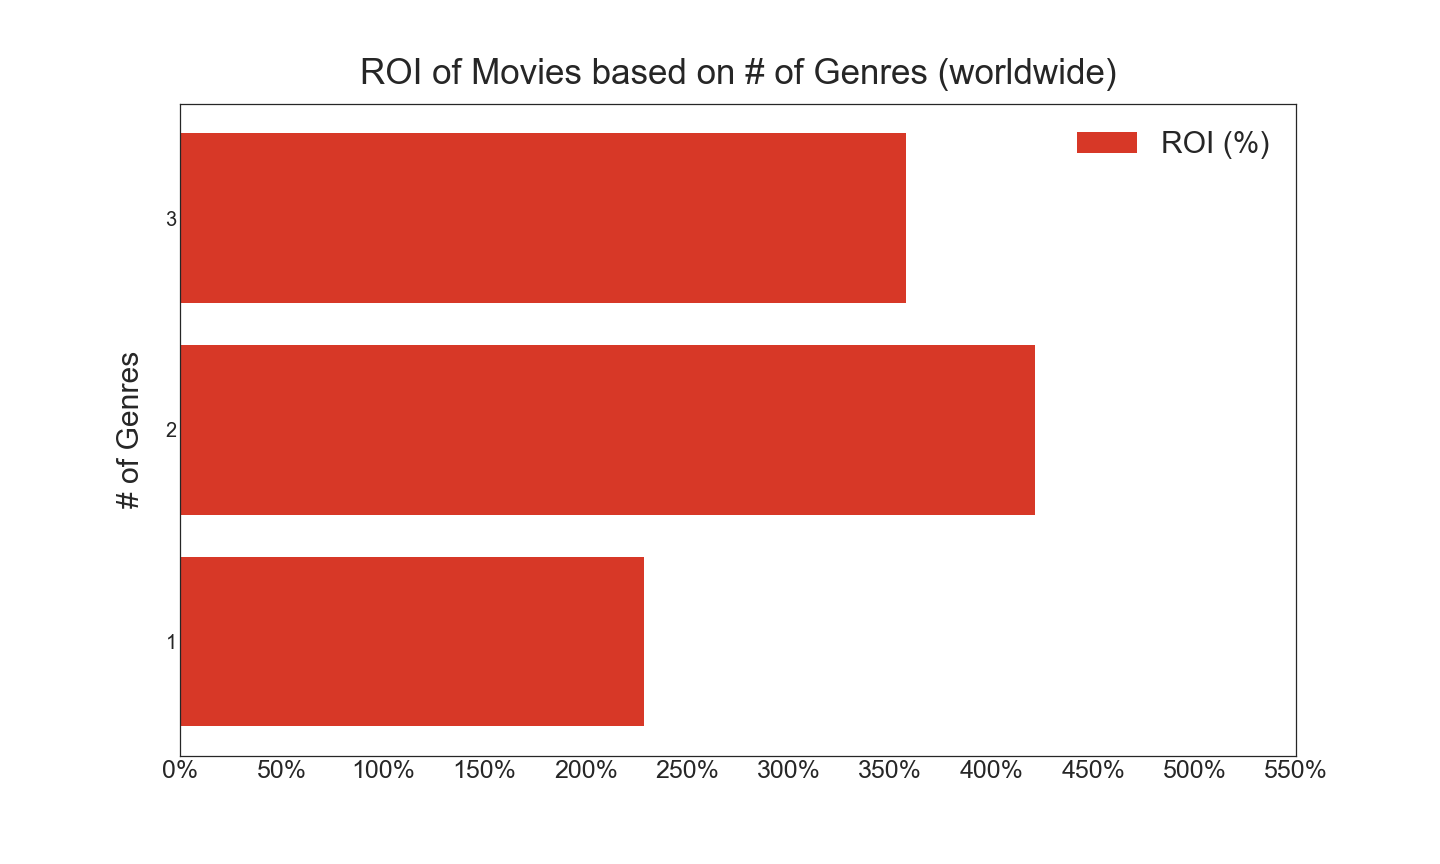 ROI of Movies based on # of Genres (worldwide)
ROI (%)
# of Genres
3
2
1
0% 50% 100% 150% 200% 250% 300% 350% 400% 450% 500% 550%